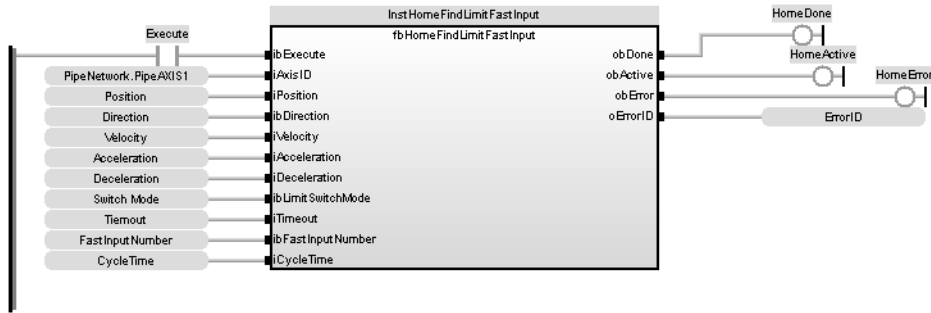 InstHomeFindLimitFastInput
fbHomeFindLimitFastInput
Execute
HomeDone
ibExecute
obDone
PipeNetwork.PipeAXIS1
iAxisID
obActive
HomeActive
Position
iPosition
obError
HomeError
Direction
ibDirection
oErrorID
ErrorID
Velocity
iVelocity
Acceleration
iAcceleration
Deceleration
iDeceleration
Switch Mode
ibLimitSwitchMode
Tiemout
iTimeout
FastInputNumber
ibFastInputNumber
CycleTime
iCycleTime